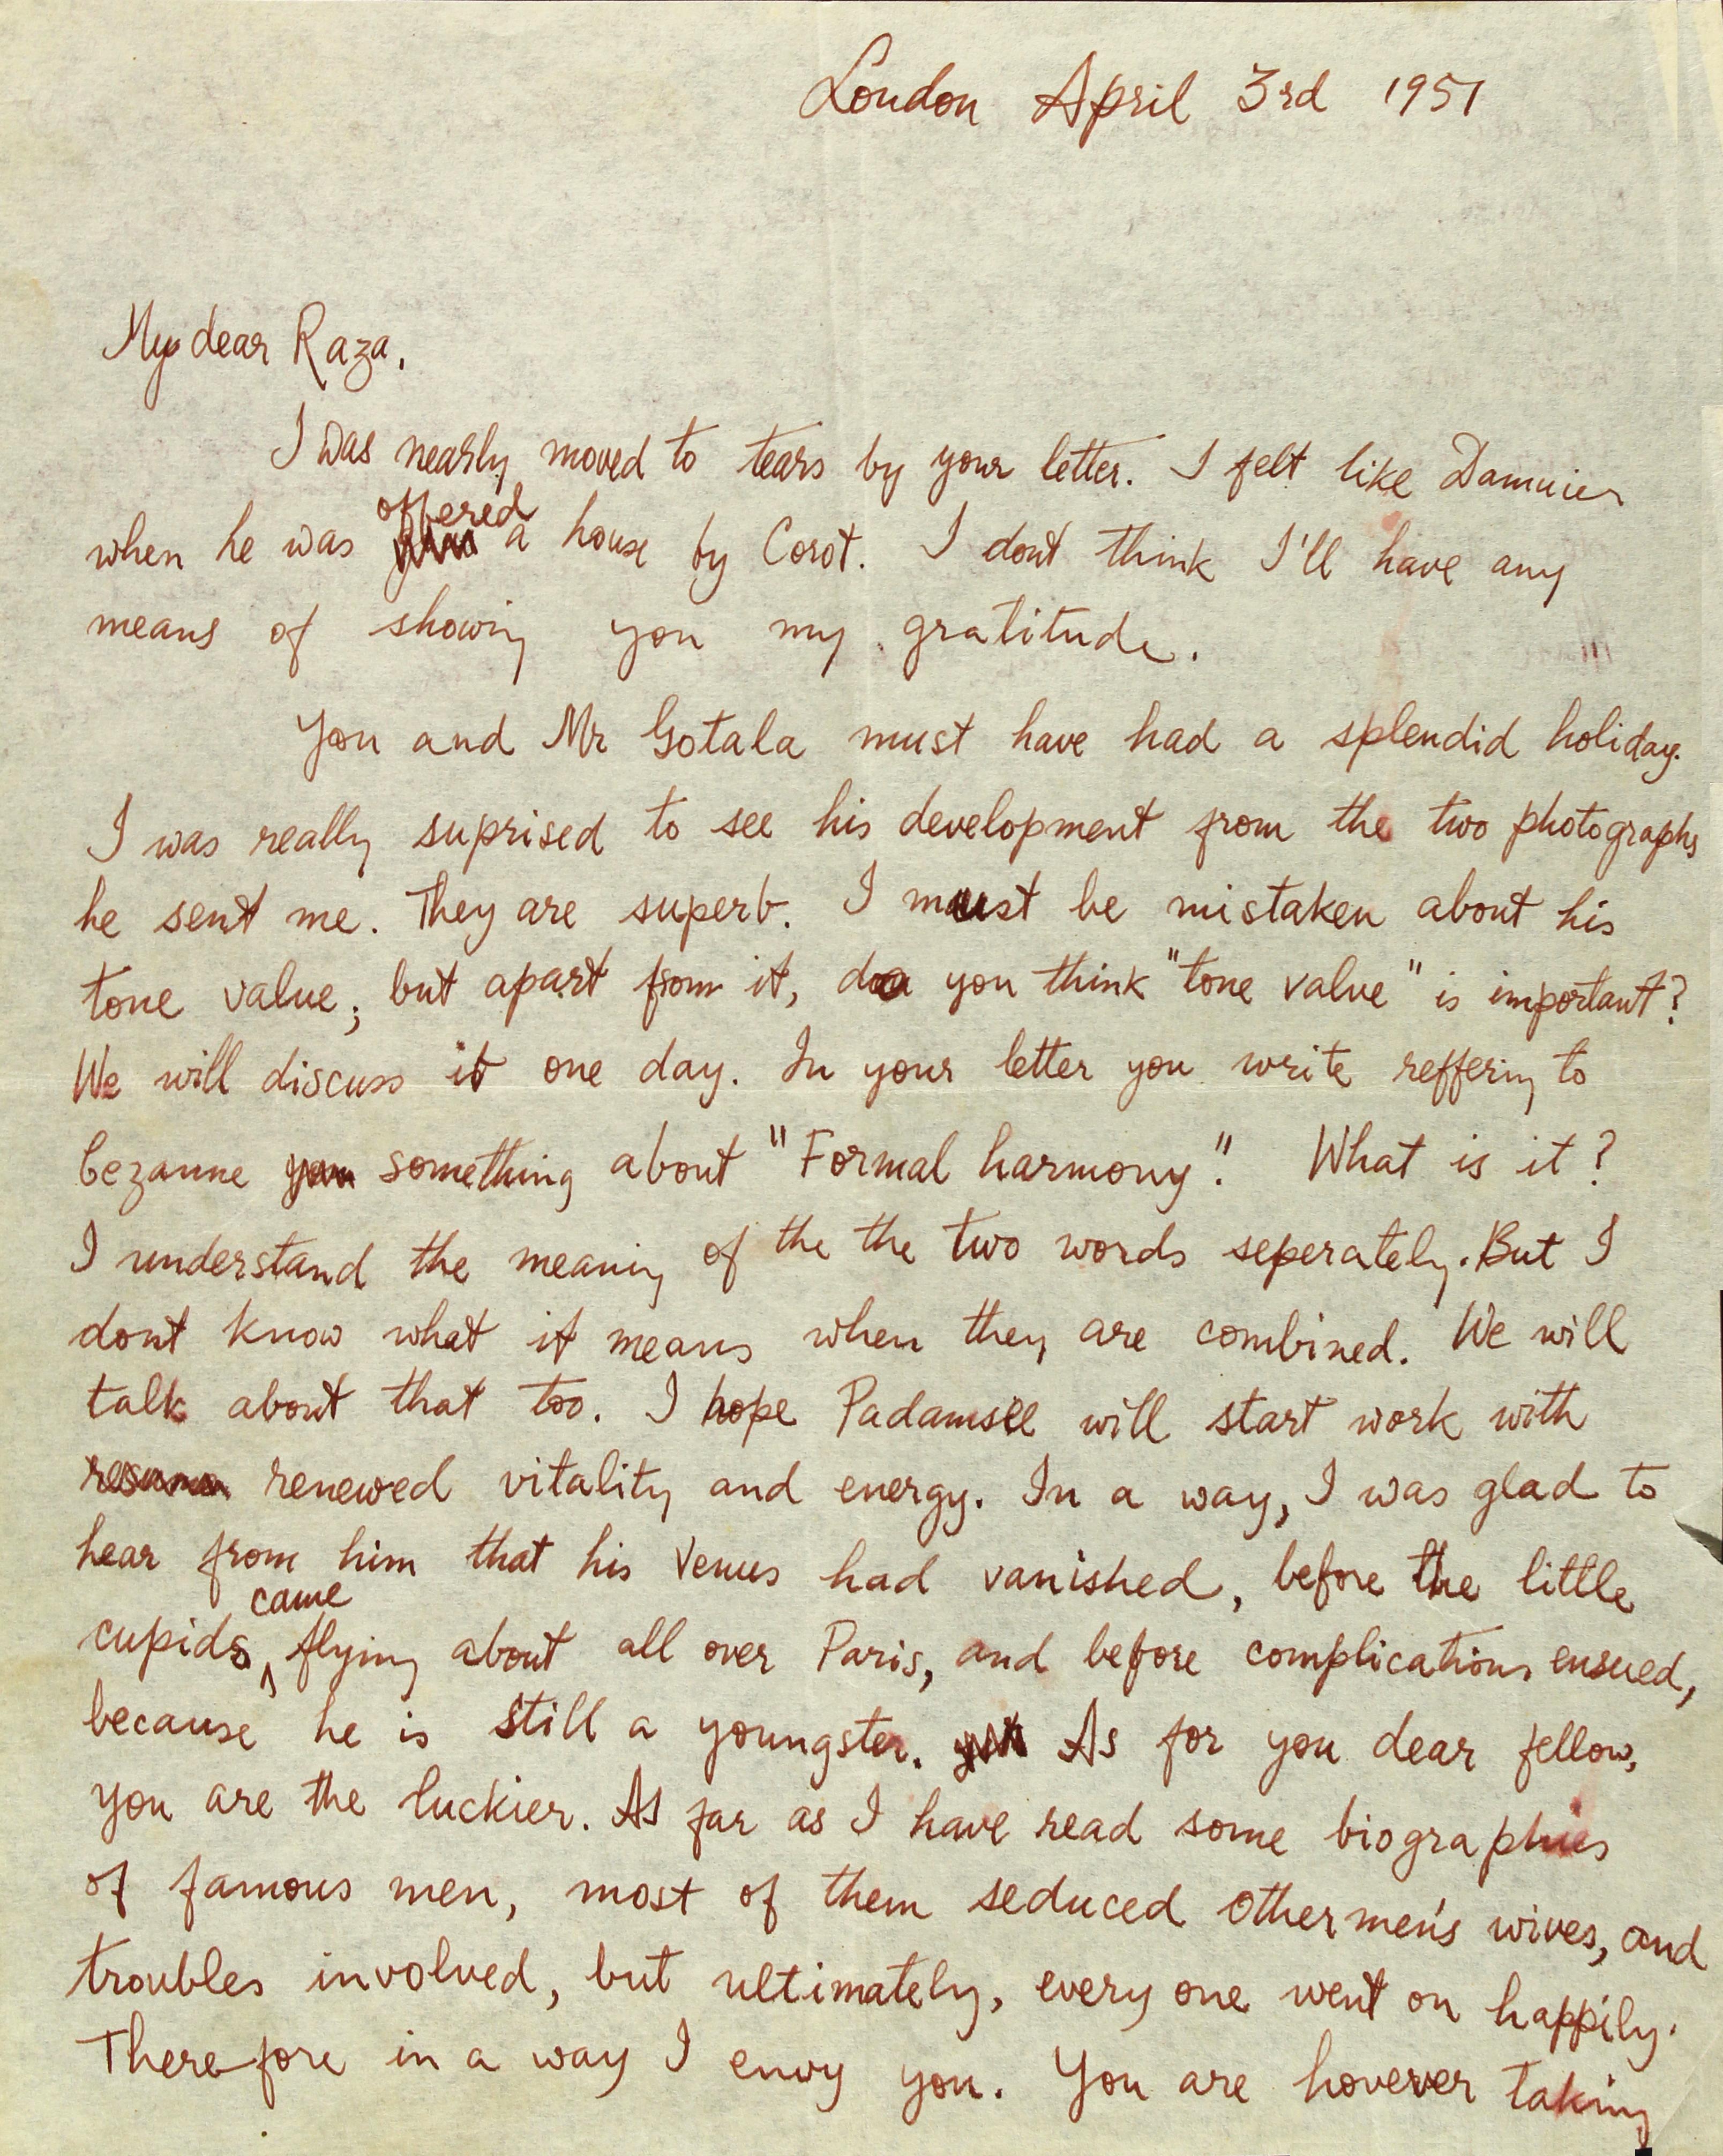 London April 3rd 1951
My dear Raza,
I was nearly moved to tears by your letter. I felt like Damuier
when he was offered a house by Corot. I dont think I'll have any
means of showing you my gratitude.
You and Mr Gotala must have had a splendid holiday.
I was really suprised to see his development from the two photographs
he sent me. They are superb. I must be mistaken about his
tone value; but apart from it, do you think "tone value" is important?
We will discuss it one day. In your letter you write reffering to
Cezanne something about "Formal harmony". What is it?
I understand the meaning of the the two words seperately. But I
dont know what it means when they are combined. We will
talk about that too. I hope Padamsee will start work with
renewed vitality and energy. In a way, I was glad to
hear from him that his Venus had vanished, before the little
cupids came flying about all over Paris, and before complications ensued,
because he is still a youngster. As for you dear fellow,
you are the luckier. As far as I have read some biographies
of famous men, most of them seduced other men's wives, and
troubles involved, but ultimately, every one went on happily.
Therefore in a way I envy you. You are hovever taking